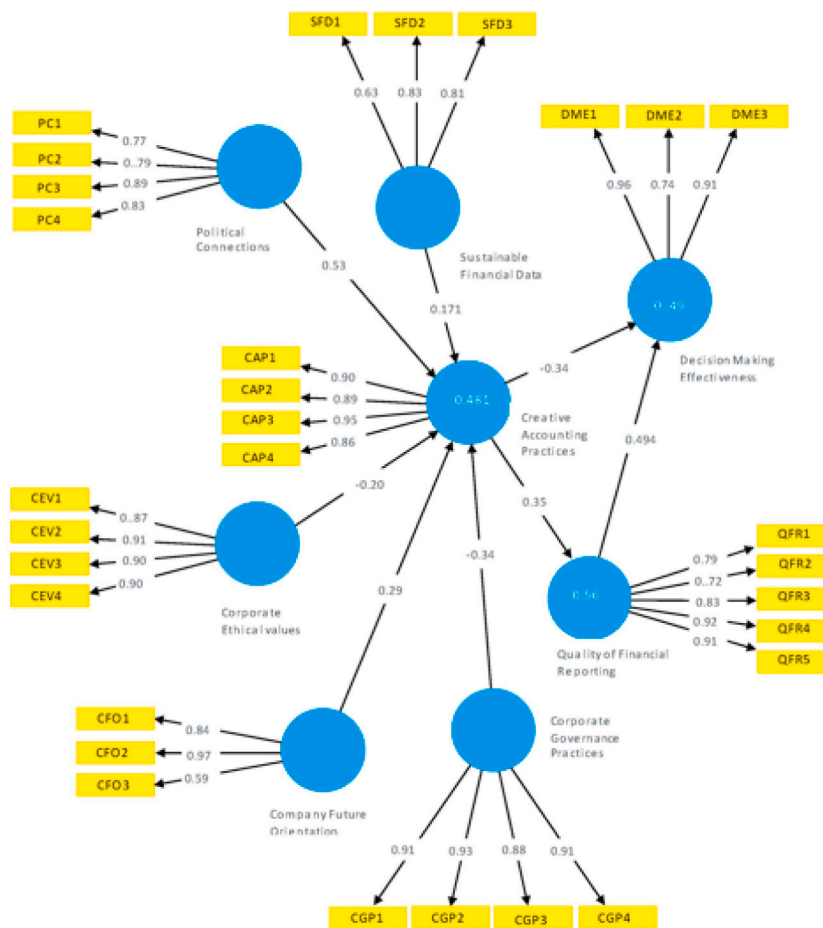 SFD1 SFD2 SFD3
0.63 0.83 0.81
DME1 DME2 DME3
0.96 0.74 0.91
PC1
PC2
PC3
PC4
0.77
0..79
0.89
0.83
Political
Connections
Sustainable
Financial Data
0.53
0.171
0..49
Decision Making
Effectiveness
-0.34
CAP1
CAP2
CAP3
CAP4
0.90
0.89
0.95
0.86
0.481
Creative
Accounting
Practices
0.494
CEV1
CEV2
CEV3
CEV4
0..87
0.91
0.90
0.90
-0.20
Corporate
Ethical values
0.29
-0.34
0.35
0.56
Quality of Financial
Reporting
QFR1
QFR2
QFR3
QFR4
QFR5
0.79
0..72
0.83
0.92
0.91
CFO1
CFO2
CFO3
0.84
0.97
0.59
Company Future
Orientation
Corporate
Governance
Practices
0.91 0.93 0.88 0.91
CGP1 CGP2 CGP3 CGP4